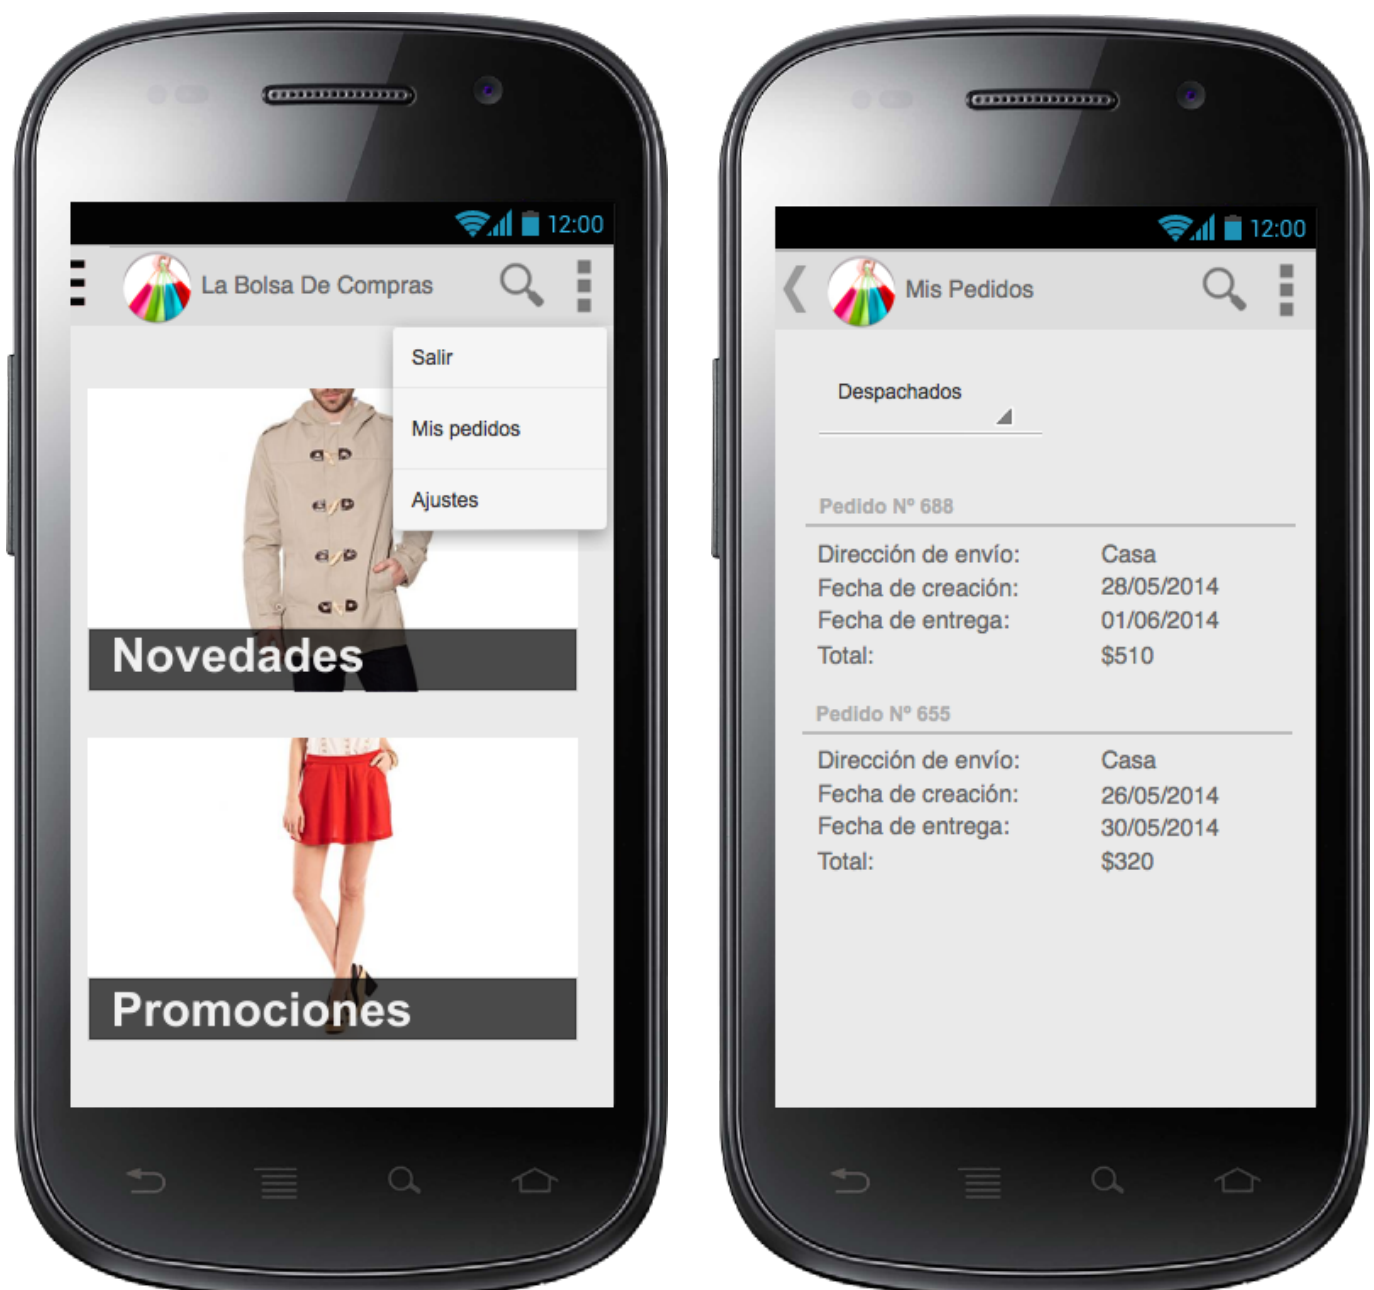 12:00
La Bolsa De Compras
Salir
Mis pedidos
Ajustes
Novedades
Promociones
12:00
Mis Pedidos
Despachados
Pedido Nº 688
Dirección de envío: Casa
Fecha de creación: 28/05/2014
Fecha de entrega: 01/06/2014
Total: $510
Pedido Nº 655
Dirección de envío: Casa
Fecha de creación: 26/05/2014
Fecha de entrega: 30/05/2014
Total: $320